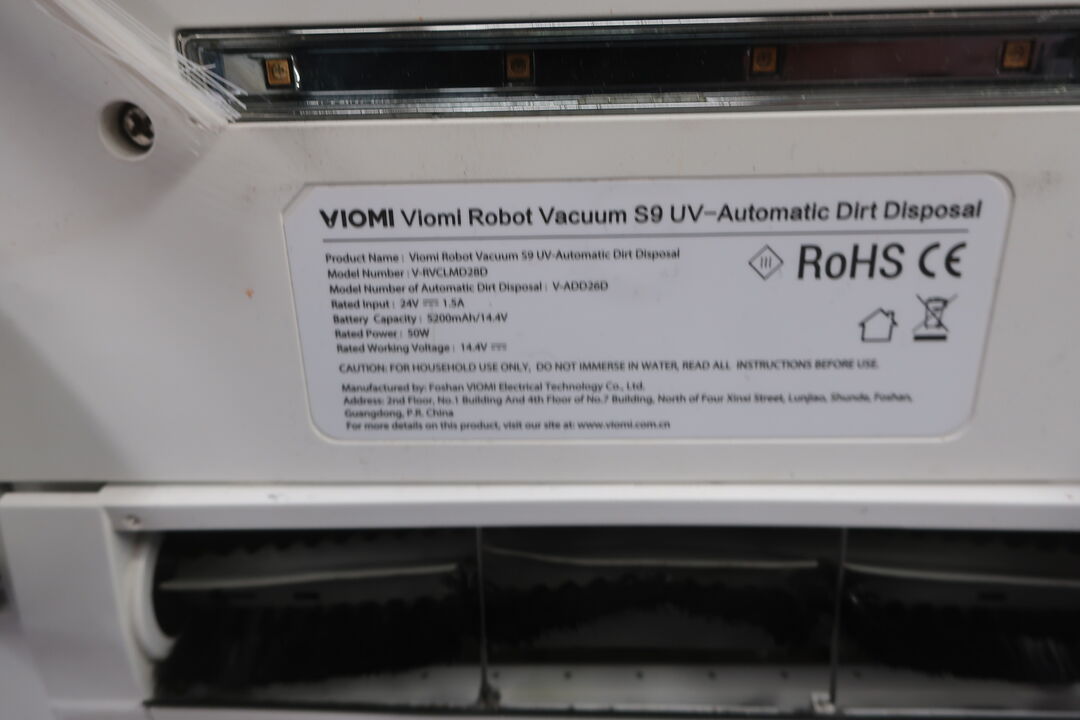 VIOMI Viomi Robot Vacuum S9 UV-Automatic Dirt Disposal
Product Name : Viomi Robot Vacuum S9 UV-Automatic Dirt Disposal
Model Number : V-RVCLMD28D
Model Number of Automatic Dirt Disposal : V-ADD26D
Rated Input : 24V ⎓ 1.5A
Battery Capacity : 5200mAh/14.4V
Rated Power : 50W
Rated Working Voltage : 14.4V ⎓
RoHS CE
CAUTION: FOR HOUSEHOLD USE ONLY, DO NOT IMMERSE IN WATER, READ ALL INSTRUCTIONS BEFORE USE.
Manufactured by: Foshan VIOMI Electrical Technology Co., Ltd.
Address: 2nd Floor, No.1 Building And 4th Floor of No.7 Building, North of Four Xinxi Street, Lunjiao, Shunde, Foshan,
Guangdong, P.R. China
For more details on this product, visit our site at: www.viomi.com.cn